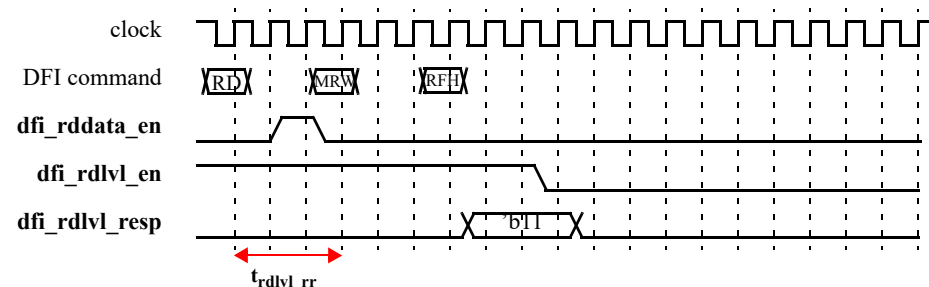 clock
DFI command RD MRW RFH
dfi_rddata_en
dfi_rdlvl_en
dfi_rdlvl_resp 'b11
trdlvl_rr